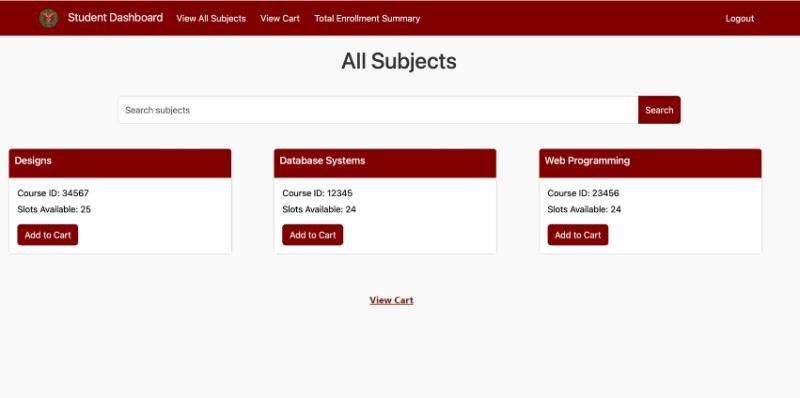 Student Dashboard View All Subjects View Cart Total Enrollment Summary Logout
All Subjects
Search subjects Search
Designs
Course ID: 34567
Slots Available: 25
Add to Cart
Database Systems
Course ID: 12345
Slots Available: 24
Add to Cart
Web Programming
Course ID: 23456
Slots Available: 24
Add to Cart
View Cart